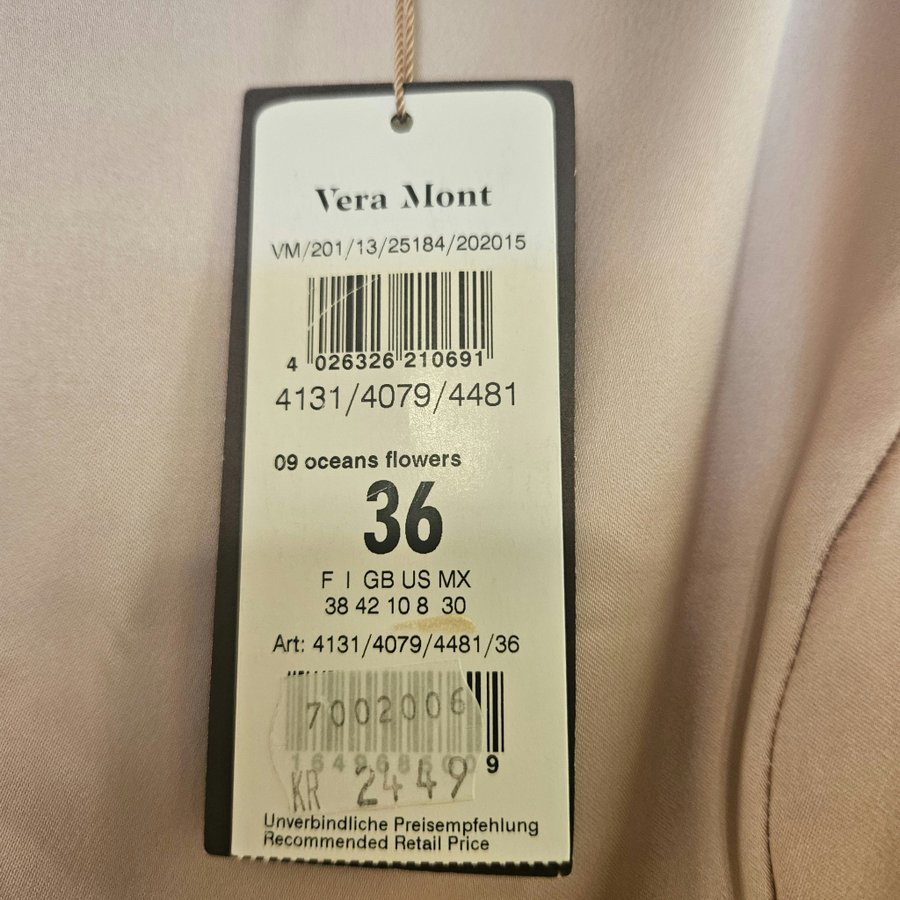 Vera Mont
VM/201/13/25184/202015
4 026326 210691
4131/4079/4481
09 oceans flowers
36
F I GB US MX
38 42 10 8 30
Art: 4131/4079/4481/36
7002006
9
KR 2449
Unverbindliche Preisempfehlung
Recommended Retail Price